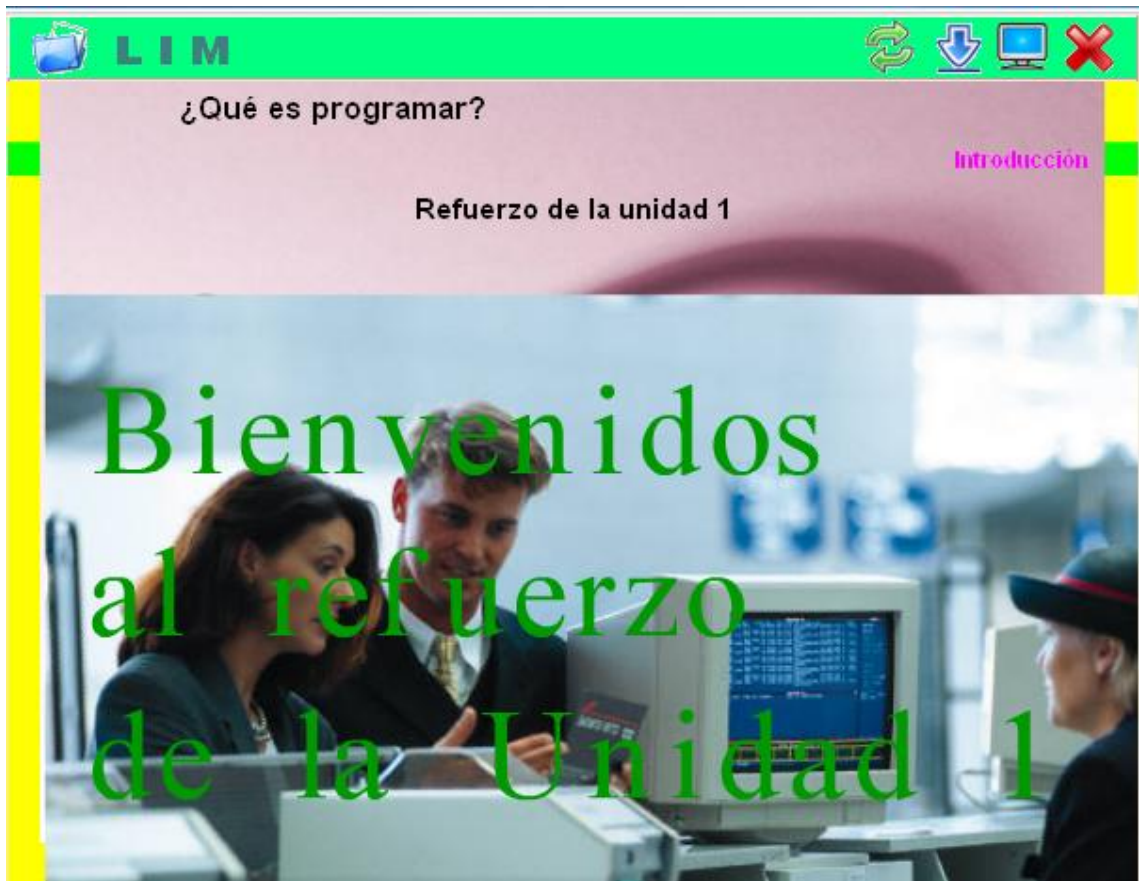 LIM
¿Qué es programar?
Introducción
Refuerzo de la unidad 1
Bienvenidos
al refuerzo
de la Unidad 1